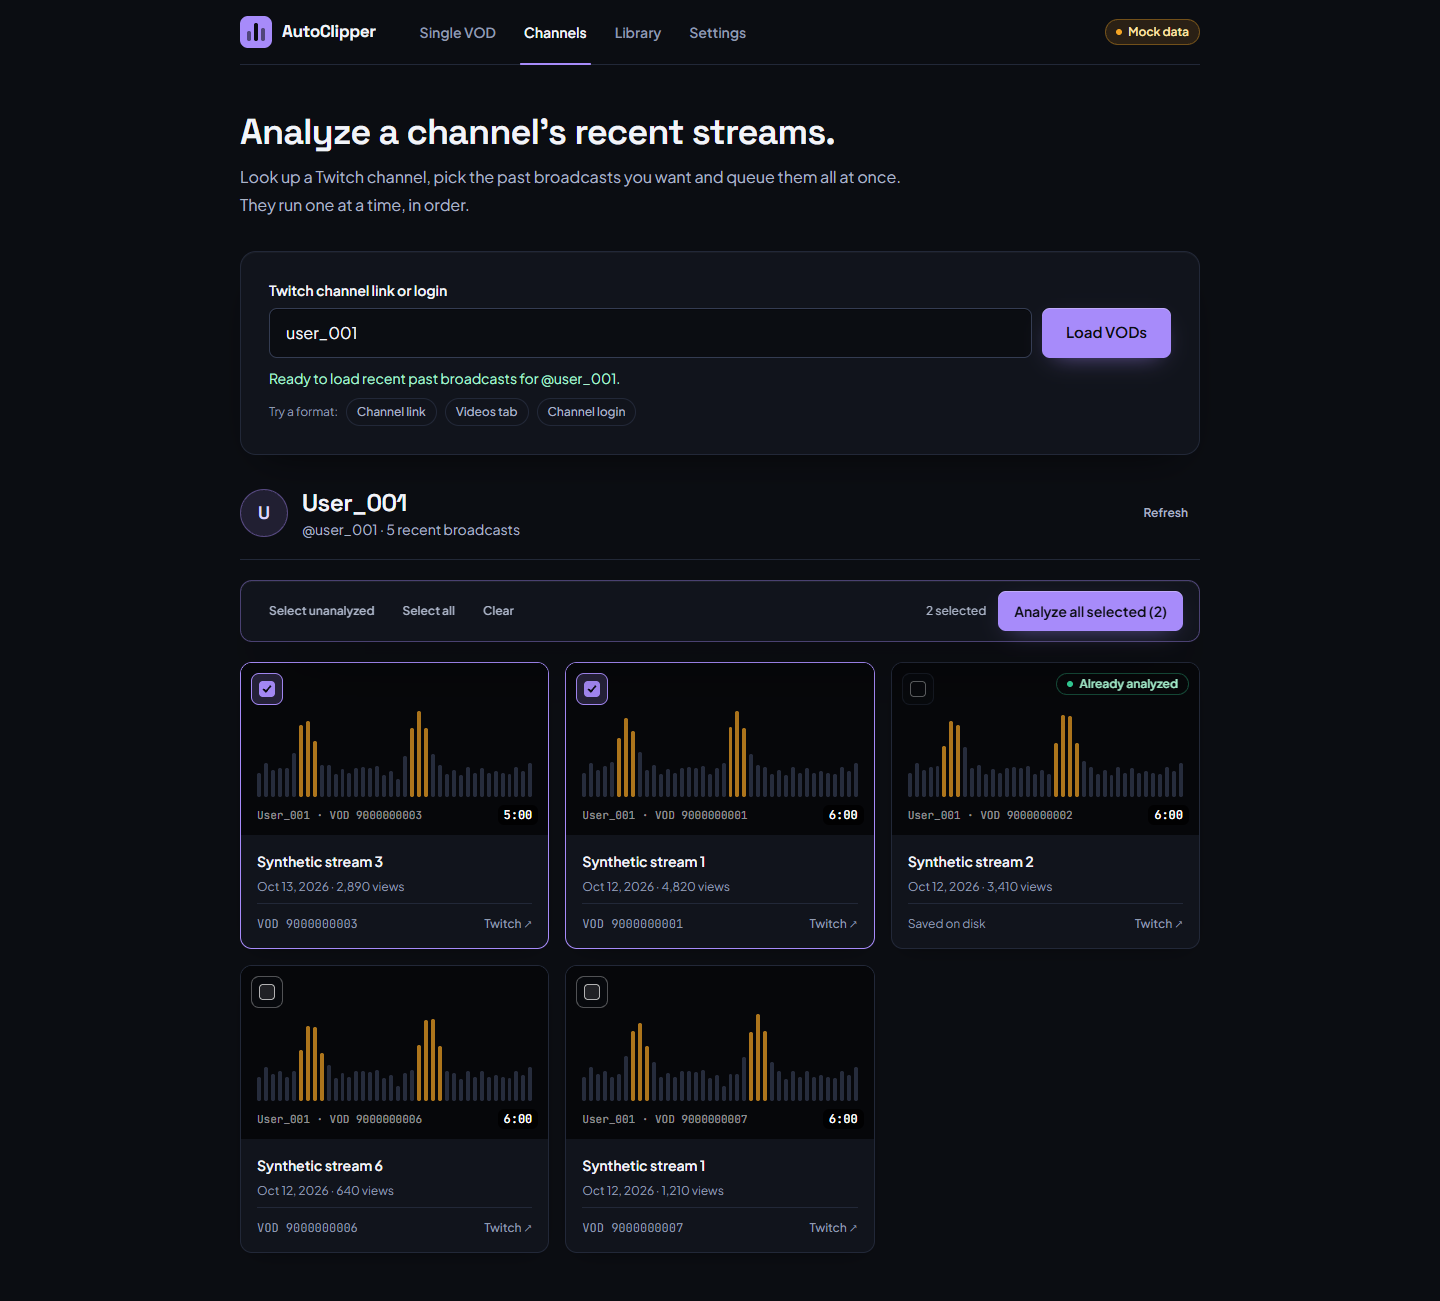 AutoClipper
Single VOD
Channels
Library
Settings
Mock data
Analyze a channel’s recent streams.
Look up a Twitch channel, pick the past broadcasts you want and queue them all at once.
They run one at a time, in order.
Twitch channel link or login
user_001
Load VODs
Ready to load recent past broadcasts for @user_001.
Try a format:
Channel link
Videos tab
Channel login
U
User_001
@user_001 · 5 recent broadcasts
Refresh
Select unanalyzed
Select all
Clear
2 selected
Analyze all selected (2)
User_001 · VOD 9000000003
5:00
Synthetic stream 3
Oct 13, 2026 · 2,890 views
VOD 9000000003
Twitch ↗
User_001 · VOD 9000000001
6:00
Synthetic stream 1
Oct 12, 2026 · 4,820 views
VOD 9000000001
Twitch ↗
Already analyzed
User_001 · VOD 9000000002
6:00
Synthetic stream 2
Oct 12, 2026 · 3,410 views
Saved on disk
Twitch ↗
User_001 · VOD 9000000006
6:00
Synthetic stream 6
Oct 12, 2026 · 640 views
VOD 9000000006
Twitch ↗
User_001 · VOD 9000000007
6:00
Synthetic stream 1
Oct 12, 2026 · 1,210 views
VOD 9000000007
Twitch ↗